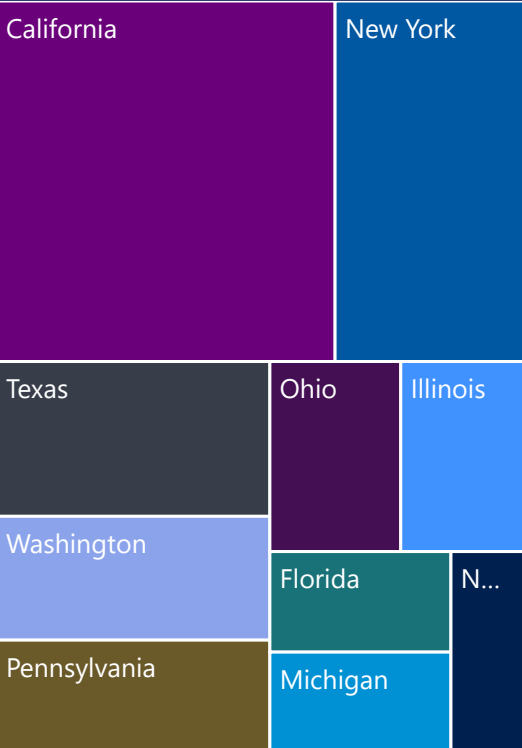 California
New York
Texas
Ohio
Illinois
Washington
Florida
N...
Pennsylvania
Michigan